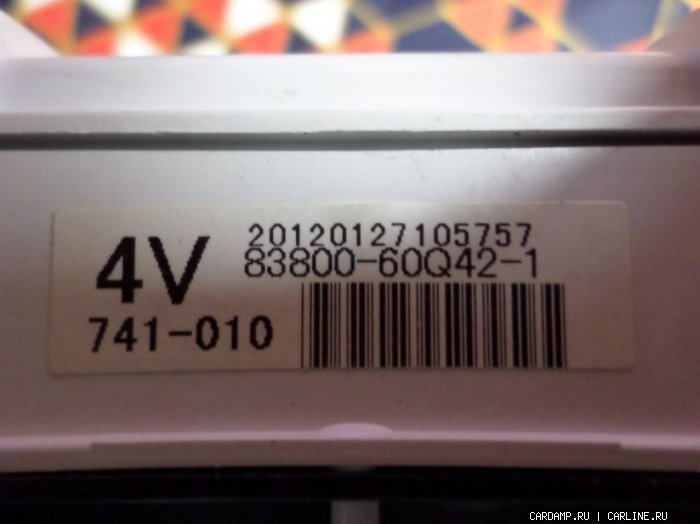 4V
20120127105757
83800-60Q42-1
741-010
CARDAMP.RU | CARLINE.RU